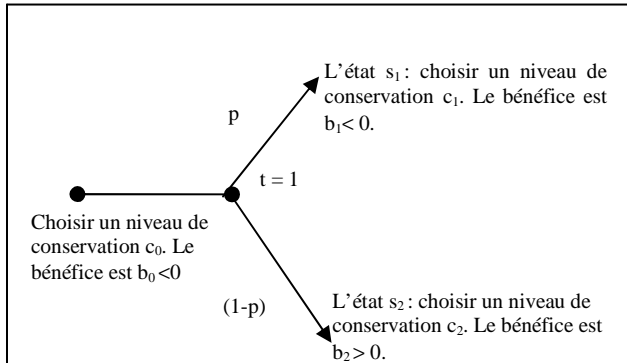 L'état s₁ : choisir un niveau de
conservation c₁. Le bénéfice est
b₁< 0.
p
t = 1
Choisir un niveau de
conservation c₀. Le
bénéfice est b₀ <0
(1-p)
L'état s₂ : choisir un niveau de
conservation c₂. Le bénéfice est
b₂ > 0.